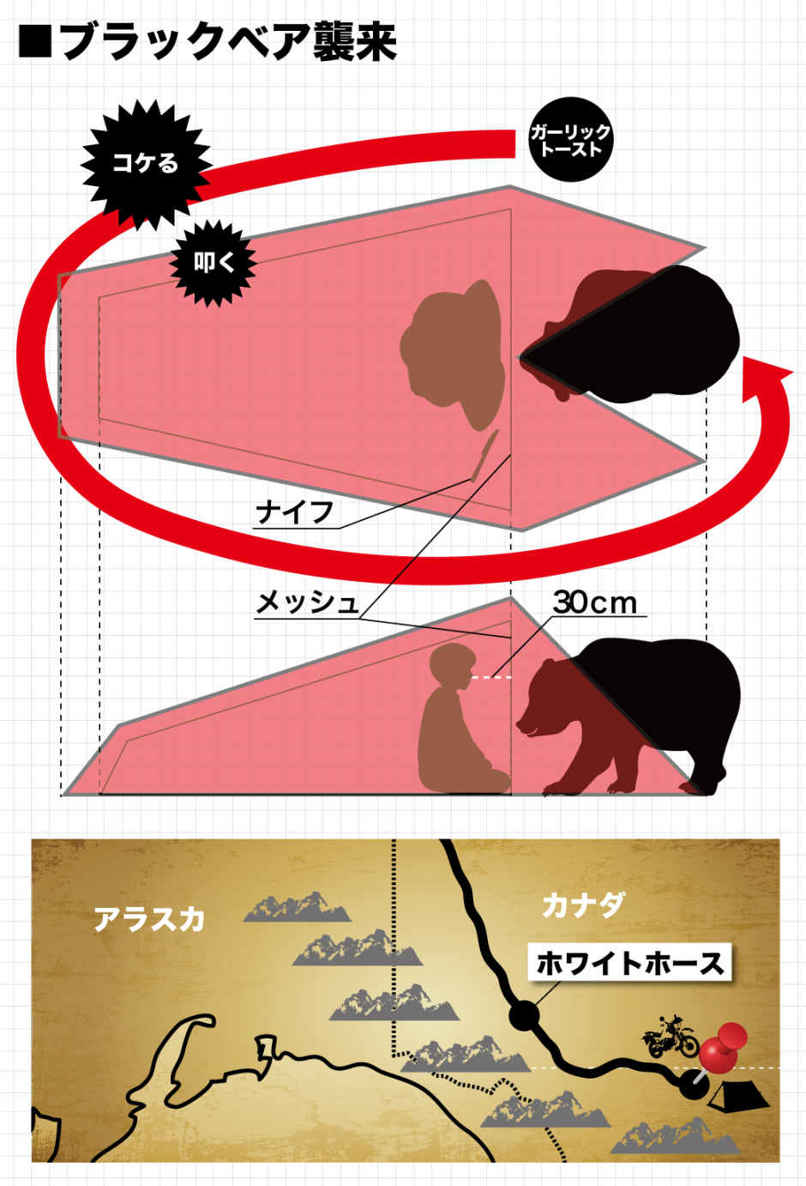 ■ブラックベア襲来
ガーリック
トースト
コケる
叩く
ナイフ
メッシュ
30cm
アラスカ
カナダ
ホワイトホース